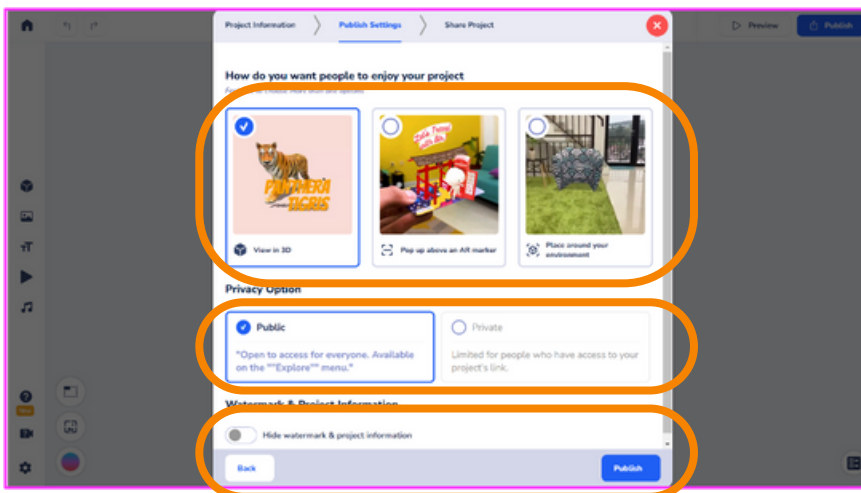 Project Information
Publish Settings
Share Project
Preview
Publish
How do you want people to enjoy your project
PANTHERA
TIGRIS
View in 3D
Pop up above an AR marker
Place around your
environment
Privacy Option
Public
"Open to access for everyone. Available
on the ""Explore"" menu."
Private
Limited for people who have access to your
project's link.
Watermark & Project Information
Hide watermark & project information
Back
Publish